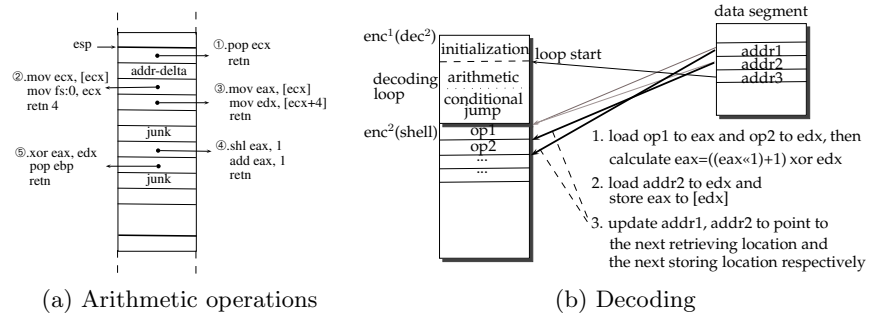 esp
①.pop ecx
retn
addr-delta
②.mov ecx, [ecx]
mov fs:0, ecx
retn 4
③.mov eax, [ecx]
mov edx, [ecx+4]
retn
junk
④.shl eax, 1
add eax, 1
retn
⑤.xor eax, edx
pop ebp
retn
junk
(a) Arithmetic operations
data segment
enc¹(dec²)
initialization
loop start
addr1
addr2
addr3
decoding
loop
arithmetic
conditional
jump
enc²(shell)
op1
op2
...
...
1. load op1 to eax and op2 to edx, then
calculate eax=((eax«1)+1) xor edx
2. load addr2 to edx and
store eax to [edx]
3. update addr1, addr2 to point to
the next retrieving location and
the next storing location respectively
(b) Decoding